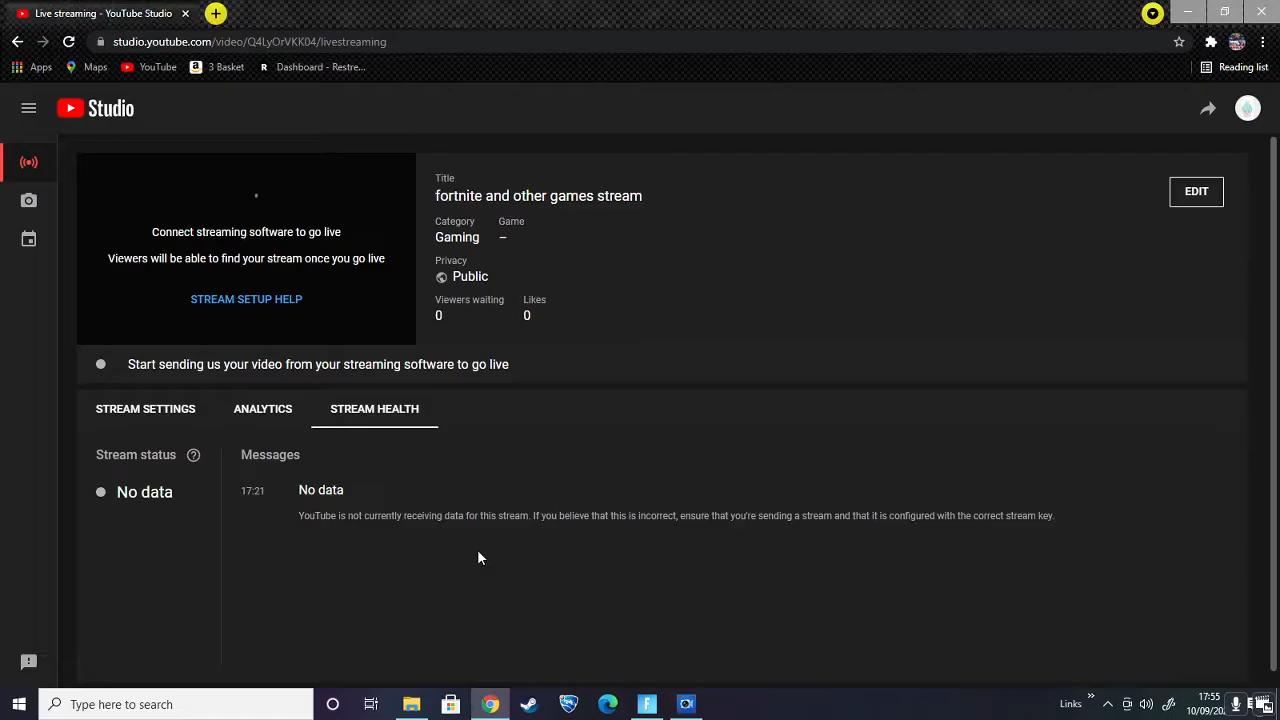 Live streaming - YouTube Studio
studio.youtube.com/video/Q4LyOrVKK04/livestreaming
Apps Maps YouTube 3 Basket Dashboard - Restre... Reading list
Studio
Connect streaming software to go live
Viewers will be able to find your stream once you go live
STREAM SETUP HELP
Title
fortnite and other games stream
EDIT
Category Game
Gaming –
Privacy
Public
Viewers waiting Likes
0 0
Start sending us your video from your streaming software to go live
STREAM SETTINGS ANALYTICS STREAM HEALTH
Stream status Messages
No data
17:21 No data
YouTube is not currently receiving data for this stream. If you believe that this is incorrect, ensure that you're sending a stream and that it is configured with the correct stream key.
Type here to search
Links
17:55
10/09/20